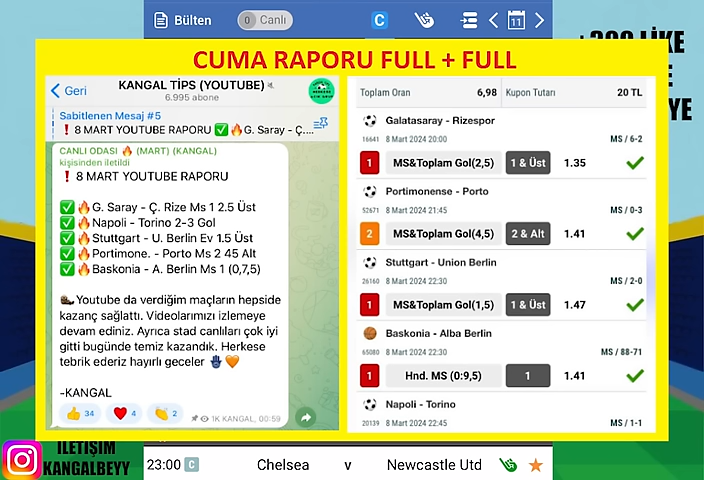 Bülten
0 Canlı
C
11
LİKE
CUMA RAPORU FULL + FULL
Geri
KANGAL TİPS (YOUTUBE)
6.995 abone
Sabitlenen Mesaj #5
❗ 8 MART YOUTUBE RAPORU ✅ 🔥G. Saray - Ç....
CANLI ODASI 🔥 (MART) (KANGAL)
kişisinden iletildi
❗ 8 MART YOUTUBE RAPORU
✅🔥G. Saray - Ç. Rize Ms 1 2.5 Üst
✅🔥Napoli - Torino 2-3 Gol
✅🔥Stuttgart - U. Berlin Ev 1.5 Üst
✅🔥Portimone. - Porto Ms 2 45 Alt
✅🔥Baskonia - A. Berlin Ms 1 (0,7,5)
Youtube da verdiğim maçların hepside
kazanç sağlattı. Videolarımızı izlemeye
devam ediniz. Ayrıca stad canlıları çok iyi
gitti bugünde temiz kazandık. Herkese
tebrik ederiz hayırlı geceler 🧡
-KANGAL
👍 34 ❤️ 4 👏 2
1K KANGAL, 00:59
Toplam Oran 6,98 Kupon Tutarı 20 TL
Galatasaray - Rizespor
16641 8 Mart 2024 20:00 MS / 6-2
1 MS&Toplam Gol(2,5) 1 & Üst 1.35
Portimonense - Porto
52671 8 Mart 2024 21:45 MS / 0-3
2 MS&Toplam Gol(4,5) 2 & Alt 1.41
Stuttgart - Union Berlin
26160 8 Mart 2024 22:30 MS / 2-0
1 MS&Toplam Gol(1,5) 1 & Üst 1.47
Baskonia - Alba Berlin
65080 8 Mart 2024 22:30 MS / 88-71
1 Hnd. MS (0:9,5) 1 1.41
Napoli - Torino
20139 8 Mart 2024 22:45 MS / 1-1
İLETİŞİM
KANGALBEYY
23:00 C Chelsea v Newcastle Utd